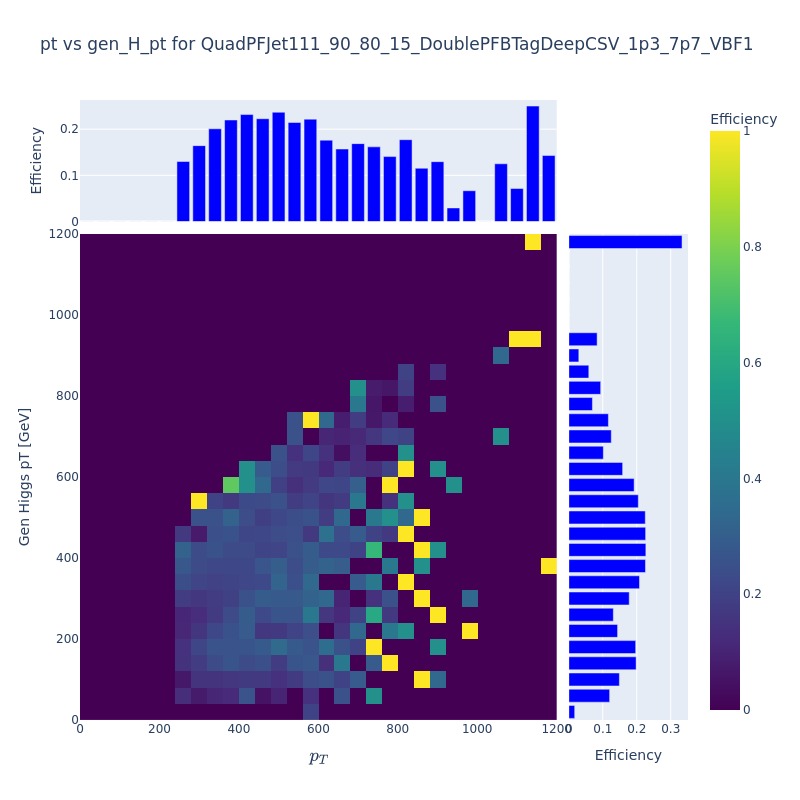 pt vs gen_H_pt for QuadPFJet111_90_80_15_DoublePFBTagDeepCSV_1p3_7p7_VBF1
Efficiency
0.2
0.1
0
Efficiency
1
0.8
0.6
0.4
0.2
0
Gen Higgs pT [GeV]
1200
1000
800
600
400
200
0
0 200 400 600 800 1000 1200
p_T
0 0.1 0.2 0.3
Efficiency